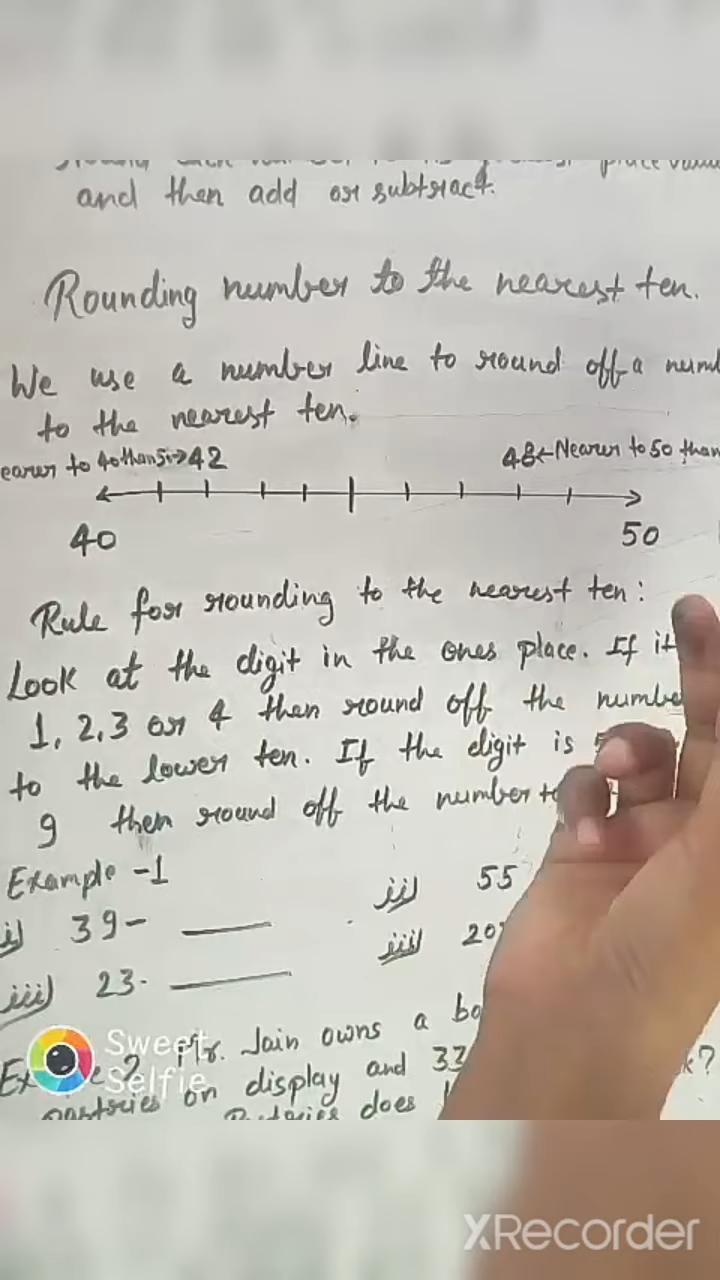 and then add or subtract.
Rounding number to the nearest ten.
We use a number line to round off a num
to the nearest ten.
earer to 40 than 5 → 42
48 ← Nearer to 50 than
40
50
Rule for rounding to the nearest ten:
Look at the digit in the ones place. If it
1, 2, 3 or 4 then round off the numbe
to the lower ten. If the digit is
9 then round off the number to
Example -1
i) 39-
ii) 55
iii) 23-
iii) 20
Mr. Jain owns a bo
pastries on display and 33
does
Sweet
Selfie
XRecorder